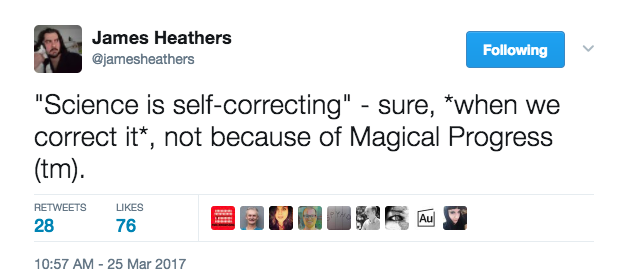 James Heathers
@jamesheathers
Following
"Science is self-correcting" - sure, *when we
correct it*, not because of Magical Progress
(tm).
RETWEETS LIKES
28 76
Au
10:57 AM - 25 Mar 2017